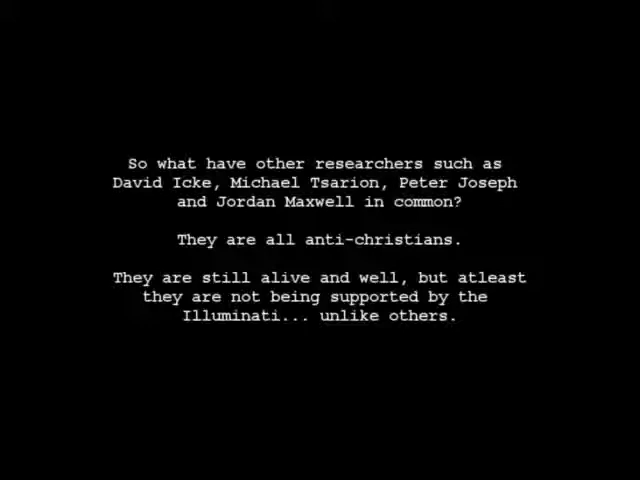 So what have other researchers such as
David Icke, Michael Tsarion, Peter Joseph
and Jordan Maxwell in common?
They are all anti-christians.
They are still alive and well, but atleast
they are not being supported by the
Illuminati... unlike others.